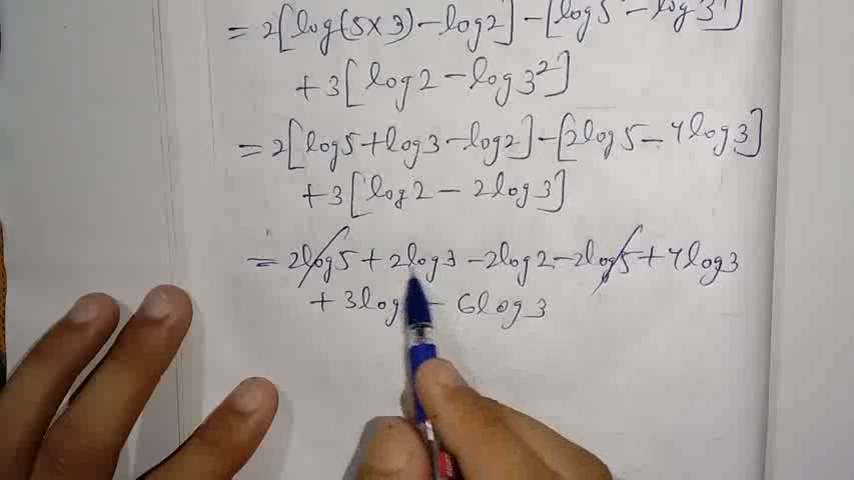 = 2[log(5×3) - log2] - [log5 - log3
+ 3[log2 - log3²]
= 2[log5 + log3 - log2] - [2log5 - 4log3]
+ 3[log2 - 2log3]
= 2log5 + 2log3 - 2log2 - 2log5 + 4log3
+ 3log - 6log3